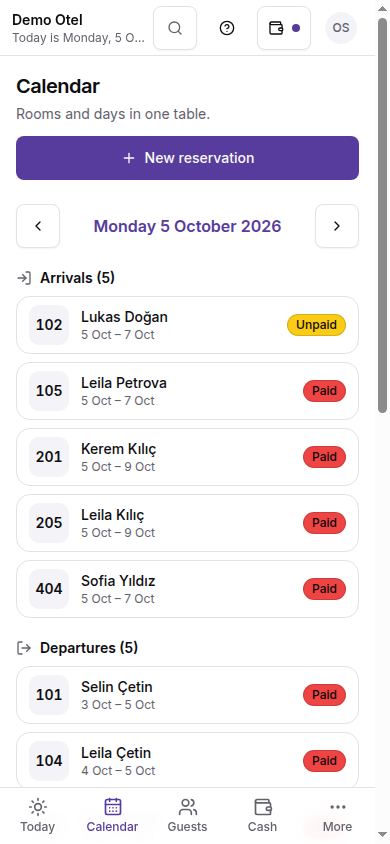 Demo Otel
Today is Monday, 5 O...
OS
Calendar
Rooms and days in one table.
New reservation
Monday 5 October 2026
Arrivals (5)
102
Lukas Doğan
5 Oct – 7 Oct
Unpaid
105
Leila Petrova
5 Oct – 7 Oct
Paid
201
Kerem Kılıç
5 Oct – 9 Oct
Paid
205
Leila Kılıç
5 Oct – 9 Oct
Paid
404
Sofia Yıldız
5 Oct – 7 Oct
Paid
Departures (5)
101
Selin Çetin
3 Oct – 5 Oct
Paid
104
Leila Çetin
4 Oct – 5 Oct
Paid
Today
Calendar
Guests
Cash
More